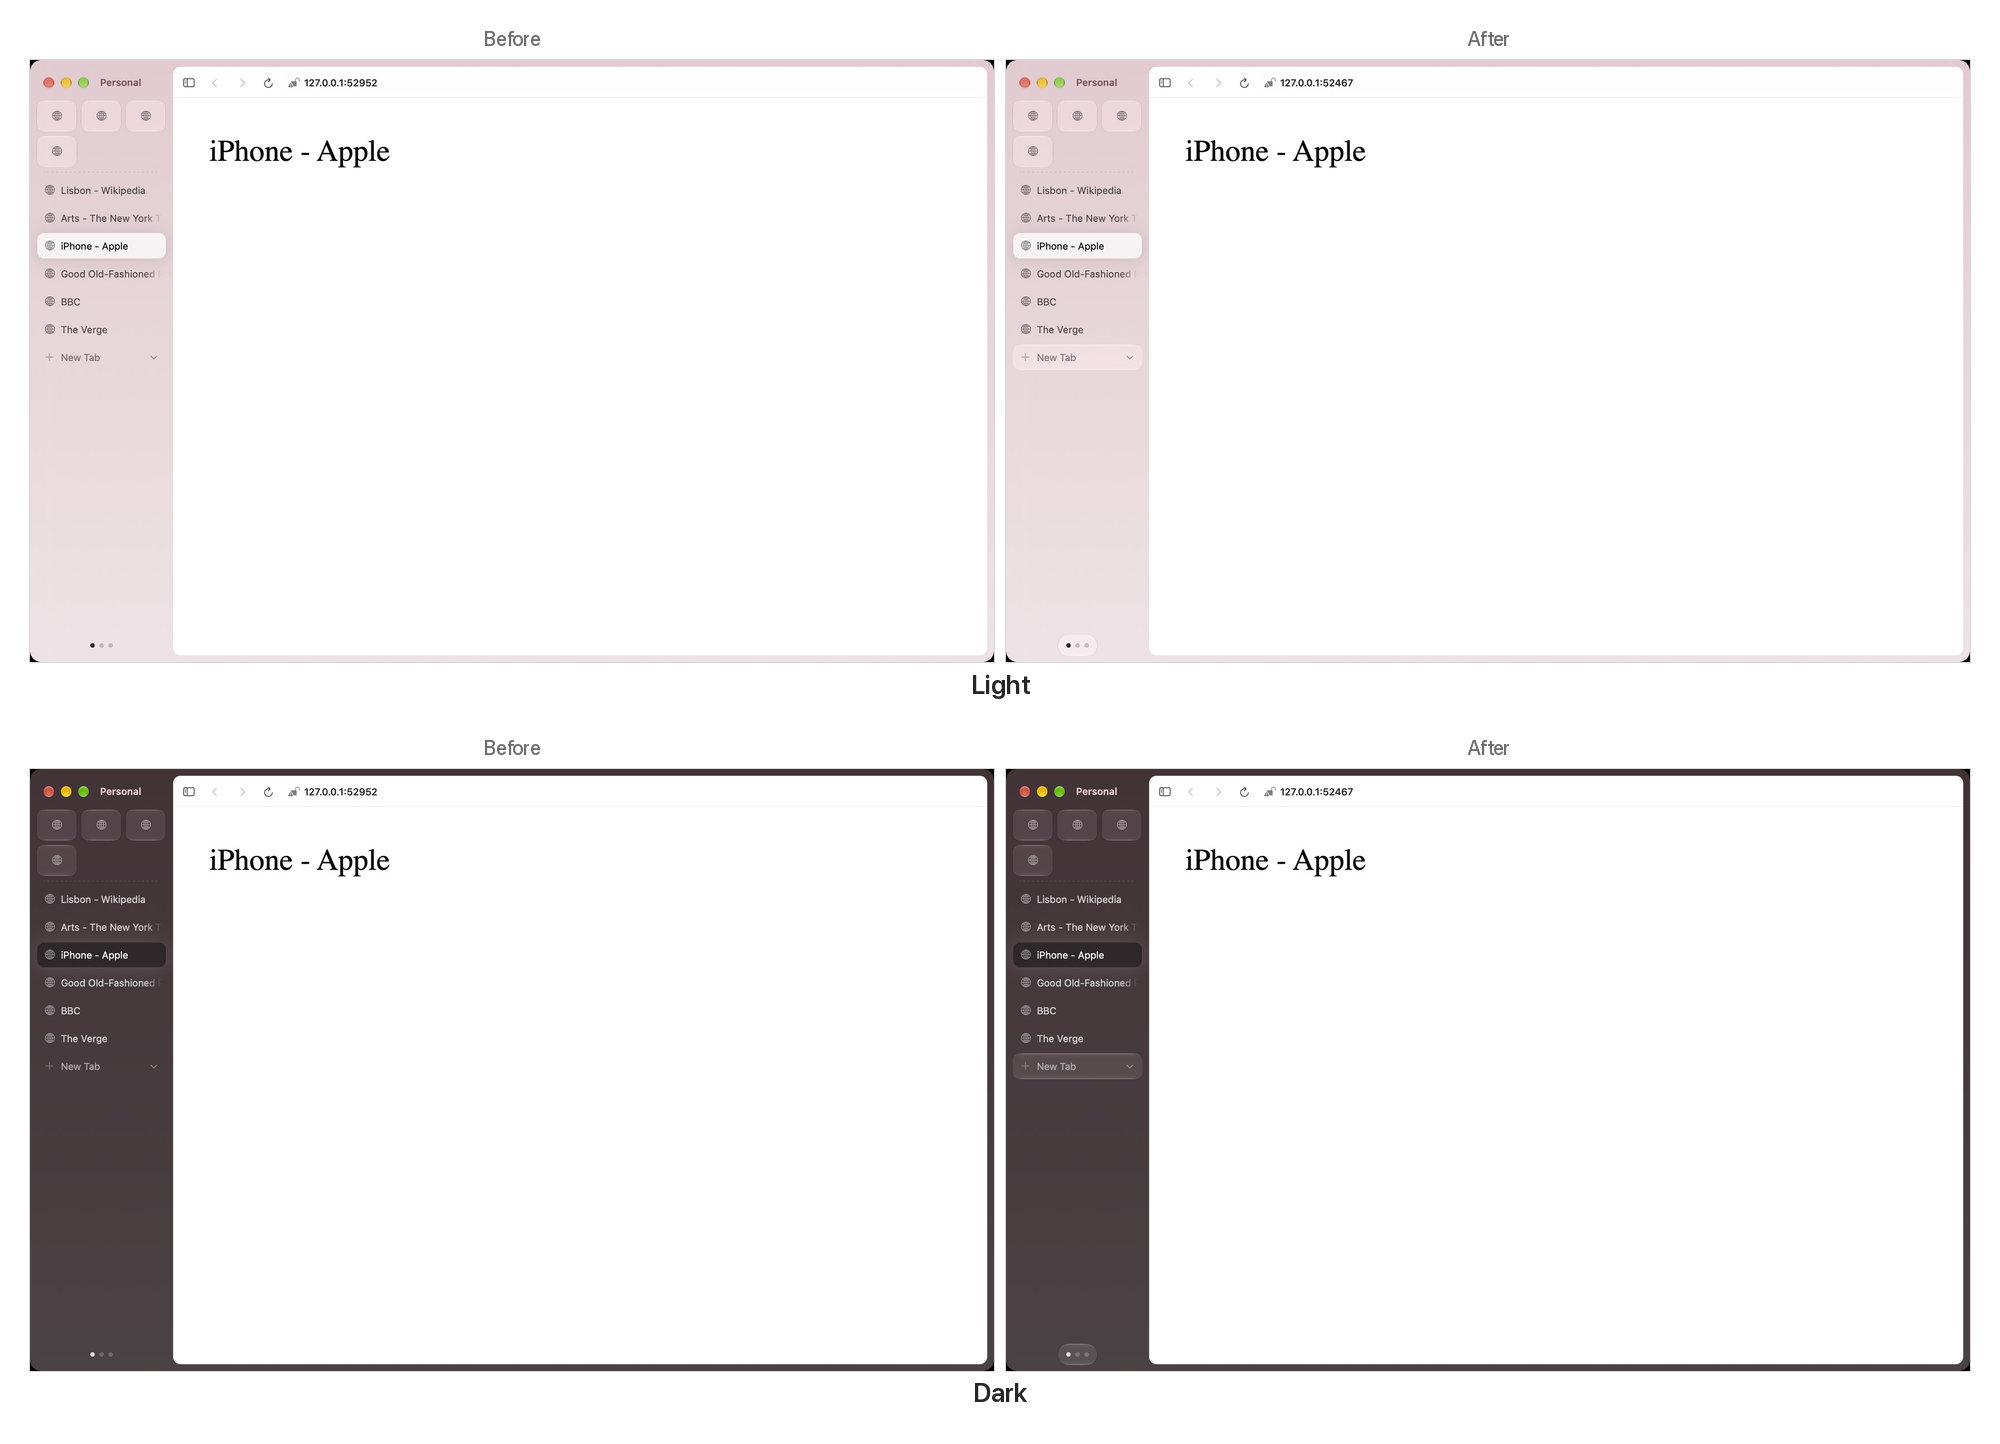 Before
After
Personal
127.0.0.1:52952
iPhone - Apple
Lisbon - Wikipedia
Arts - The New York T
iPhone - Apple
Good Old-Fashioned
BBC
The Verge
New Tab
Personal
127.0.0.1:52467
iPhone - Apple
Lisbon - Wikipedia
Arts - The New York T
iPhone - Apple
Good Old-Fashioned
BBC
The Verge
New Tab
Light
Before
After
Personal
127.0.0.1:52952
iPhone - Apple
Lisbon - Wikipedia
Arts - The New York T
iPhone - Apple
Good Old-Fashioned
BBC
The Verge
New Tab
Personal
127.0.0.1:52467
iPhone - Apple
Lisbon - Wikipedia
Arts - The New York T
iPhone - Apple
Good Old-Fashioned
BBC
The Verge
New Tab
Dark